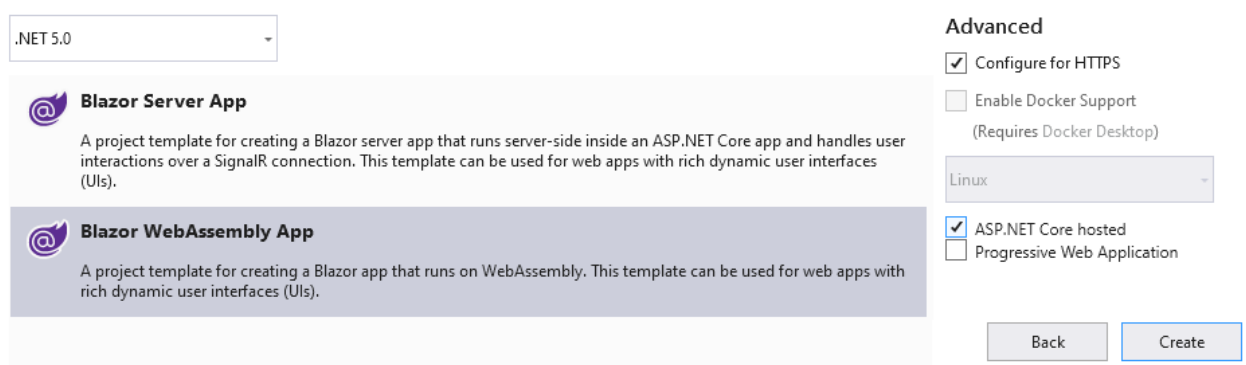 .NET 5.0
Blazor Server App
A project template for creating a Blazor server app that runs server-side inside an ASP.NET Core app and handles user
interactions over a SignalR connection. This template can be used for web apps with rich dynamic user interfaces
(UIs).
Blazor WebAssembly App
A project template for creating a Blazor app that runs on WebAssembly. This template can be used for web apps with
rich dynamic user interfaces (UIs).
Advanced
Configure for HTTPS
Enable Docker Support
(Requires Docker Desktop)
Linux
ASP.NET Core hosted
Progressive Web Application
Back
Create